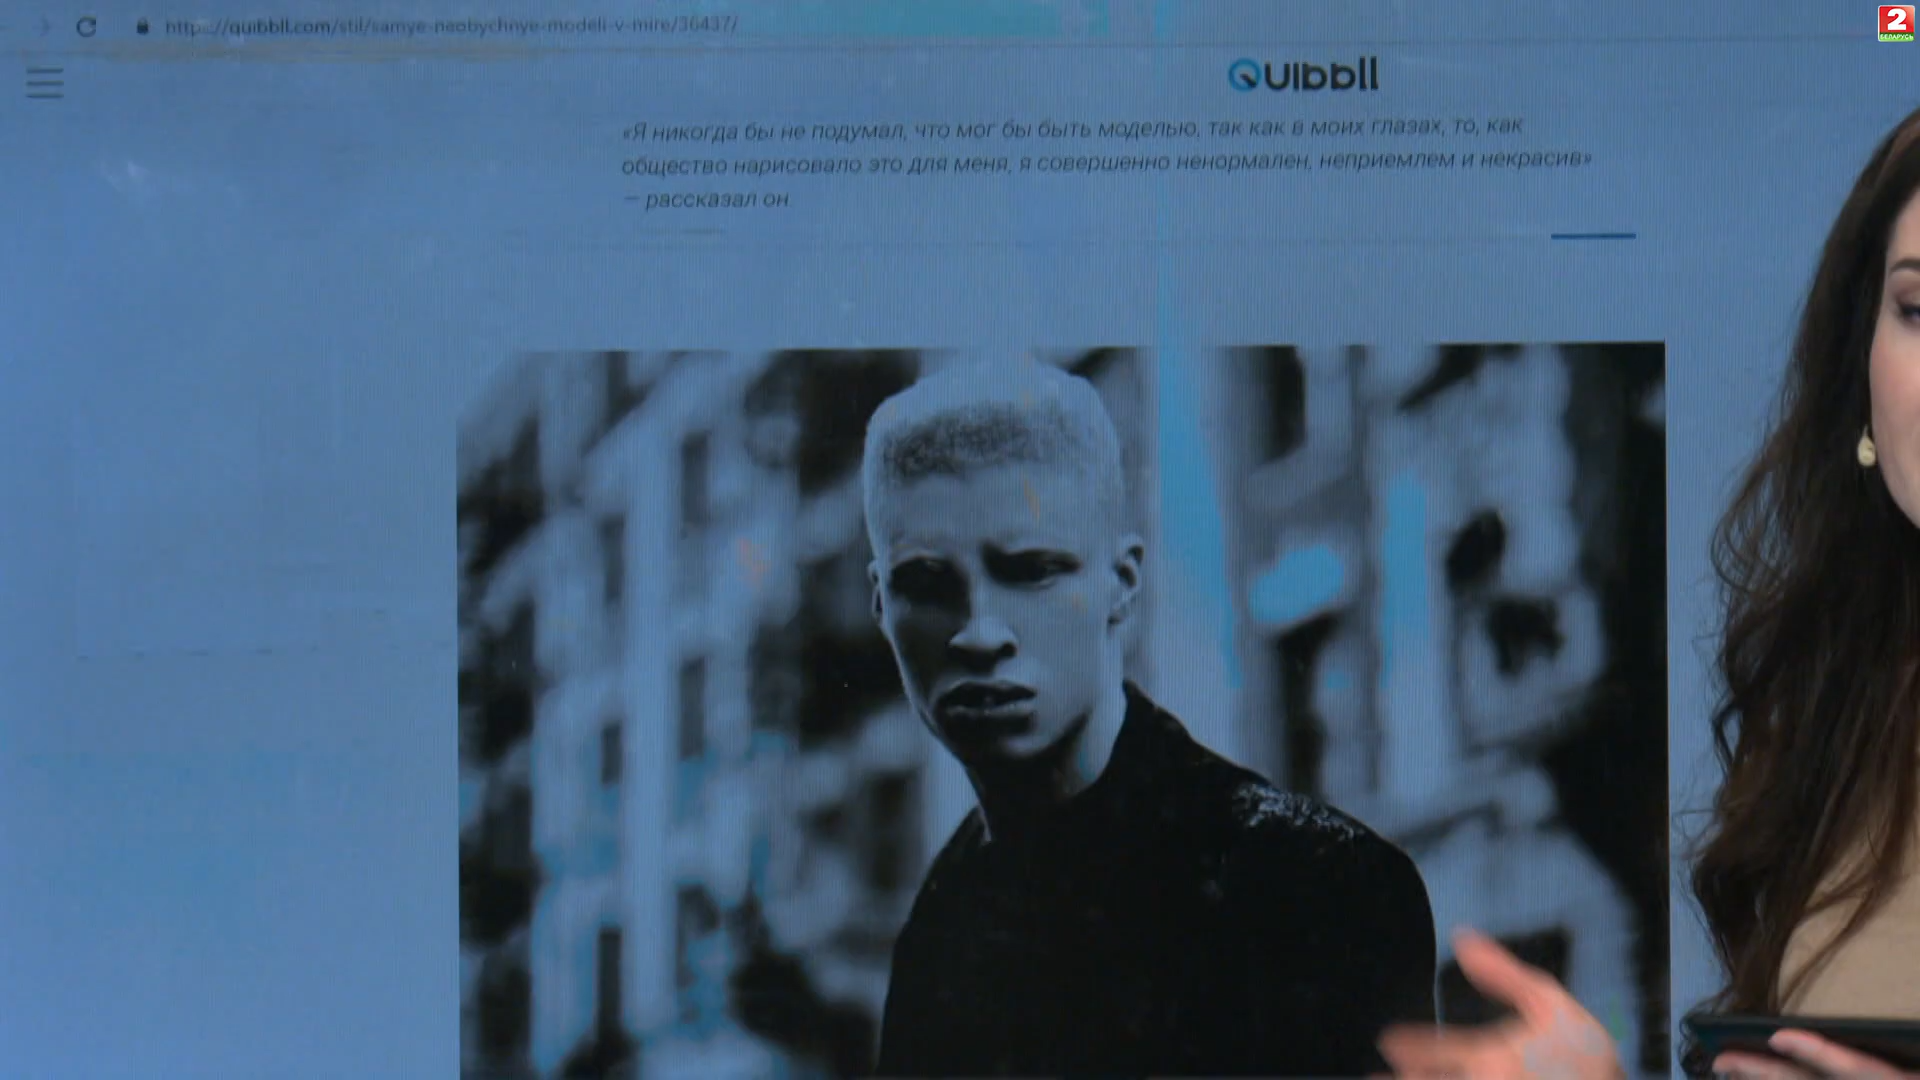 https://quibbll.com/stil/samye-neobychnye-modeli-v-mire/36437/
2
БЕЛАРУСЬ
Quibbll
«Я никогда бы не подумал, что мог бы быть моделью, так как в моих глазах, то, как
общество нарисовало это для меня, я совершенно ненормален, неприемлем и некрасив»
— рассказал он.